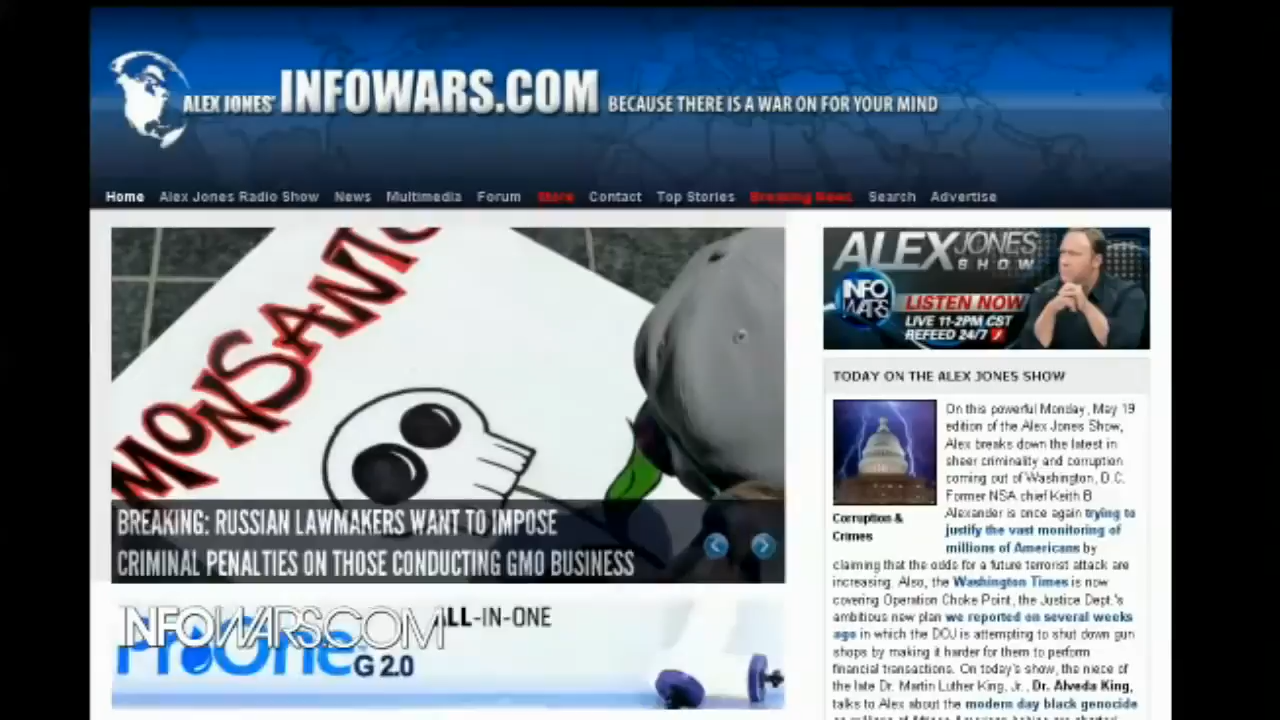 ALEX JONES' INFOWARS.COM BECAUSE THERE IS A WAR ON FOR YOUR MIND
Home Alex Jones Radio Show News Multimedia Forum Store Contact Top Stories Breaking News Search Advertise
MONSANTO
BREAKING: RUSSIAN LAWMAKERS WANT TO IMPOSE
CRIMINAL PENALTIES ON THOSE CONDUCTING GMO BUSINESS
INFOWARS.COM
ALL-IN-ONE
ProOne G 2.0
ALEX JONES
SHOW
INFO
WARS
LISTEN NOW
LIVE 11-2PM CST
REFEED 24/7
TODAY ON THE ALEX JONES SHOW
Corruption &
Crimes
On this powerful Monday, May 19
edition of the Alex Jones Show,
Alex breaks down the latest in
sheer criminality and corruption
coming out of Washington, D.C.
Former NSA chief Keith B
Alexander is once again trying to
justify the vast monitoring of
millions of Americans by
claiming that the odds for a future terrorist attack are
increasing. Also, the Washington Times is now
covering Operation Choke Point, the Justice Dept.'s
ambitious new plan we reported on several weeks
ago in which the DOJ is attempting to shut down gun
shops by making it harder for them to perform
financial transactions. On today's show, the niece of
the late Dr. Martin Luther King, Jr., Dr. Alveda King,
talks to Alex about the modern day black genocide